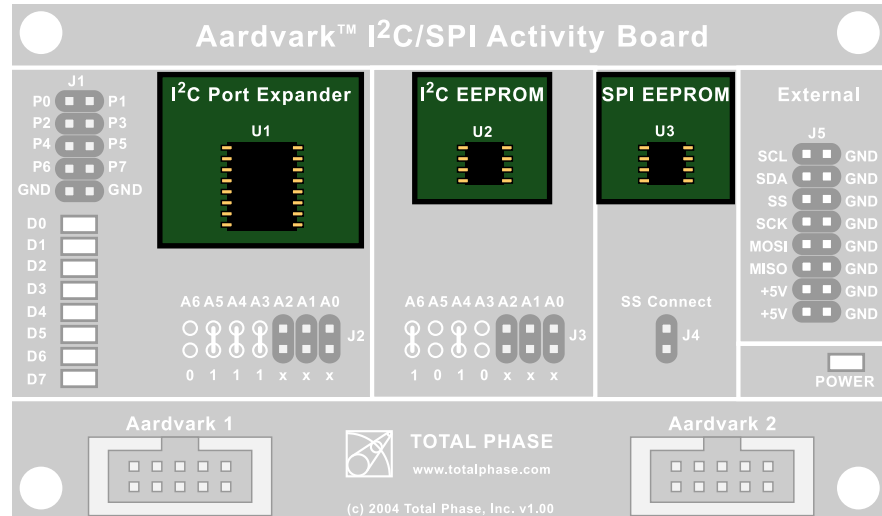 Aardvark™ I²C/SPI Activity Board
J1
P0 P1
P2 P3
P4 P5
P6 P7
GND GND
D0
D1
D2
D3
D4
D5
D6
D7
I²C Port Expander
U1
A6 A5 A4 A3 A2 A1 A0
J2
0 1 1 1 x x x
I²C EEPROM
U2
A6 A5 A4 A3 A2 A1 A0
J3
1 0 1 0 x x x
SPI EEPROM
U3
SS Connect
J4
External
J5
SCL GND
SDA GND
SS GND
SCK GND
MOSI GND
MISO GND
+5V GND
+5V GND
POWER
Aardvark 1
TOTAL PHASE
www.totalphase.com
(c) 2004 Total Phase, Inc. v1.00
Aardvark 2